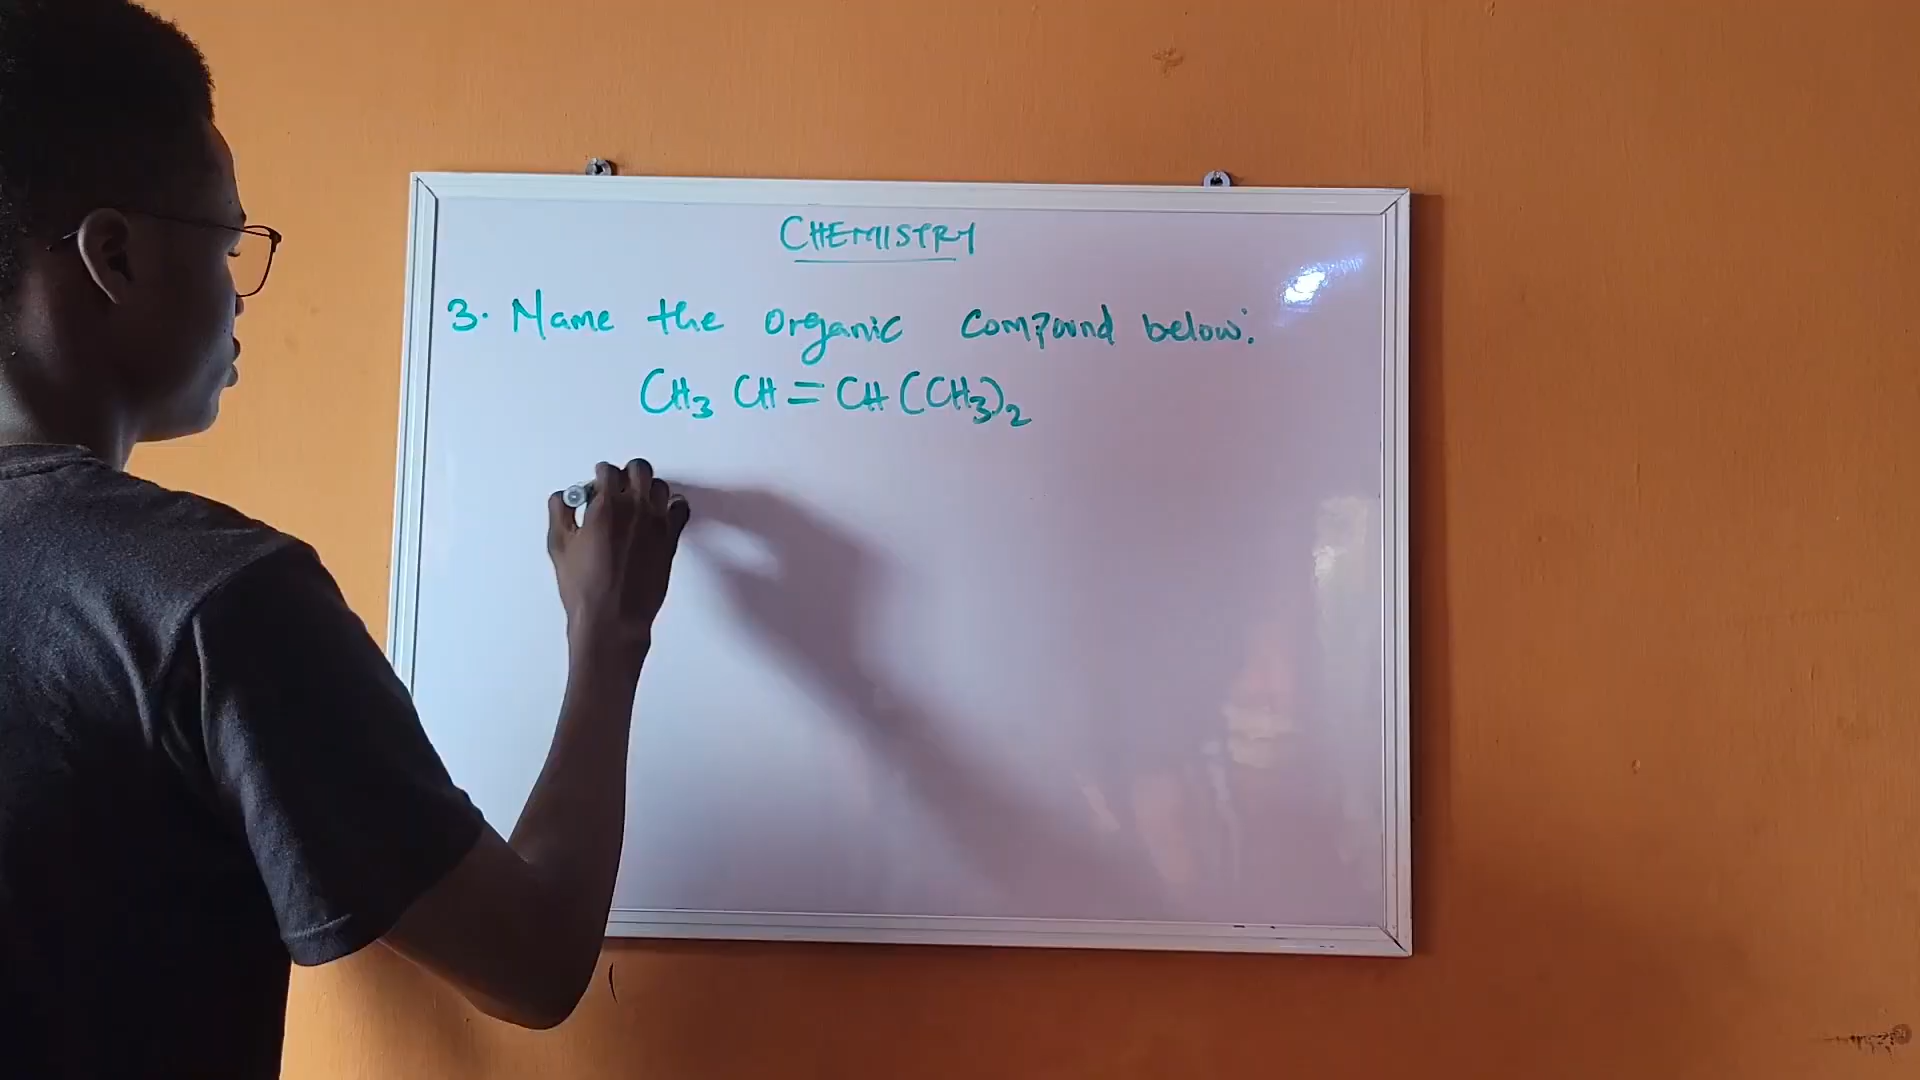 CHEMISTRY
3. Name the organic compound below:
CH₃ CH=CH(CH₃)₂